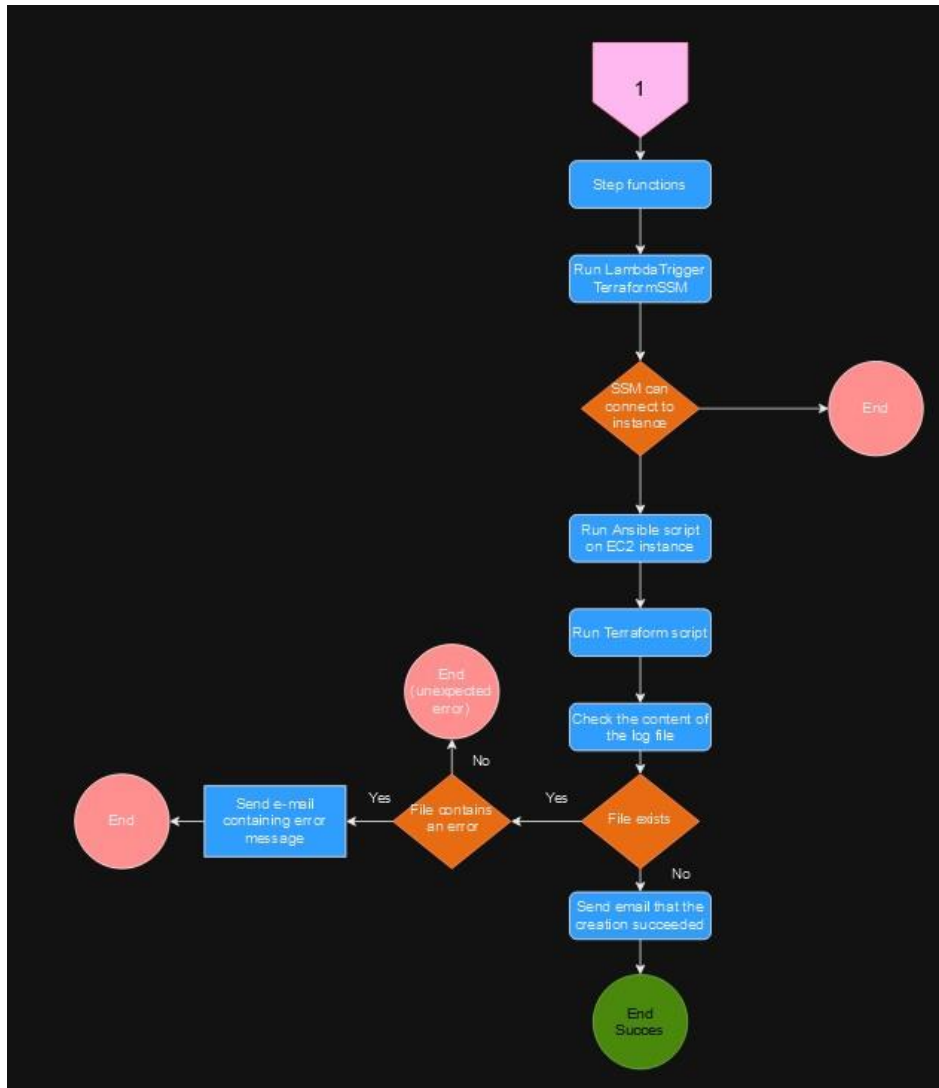 1
Step functions
Run LambdaTrigger
TerraformSSM
SSM can
connect to
instance
End
Run Ansible script
on EC2 instance
Run Terraform script
End
(unexpected
error)
Check the content of
the log file
No
End
Send e-mail
containing error
message
Yes
File contains
an error
Yes
File exists
No
Send email that the
creation succeeded
End
Succes